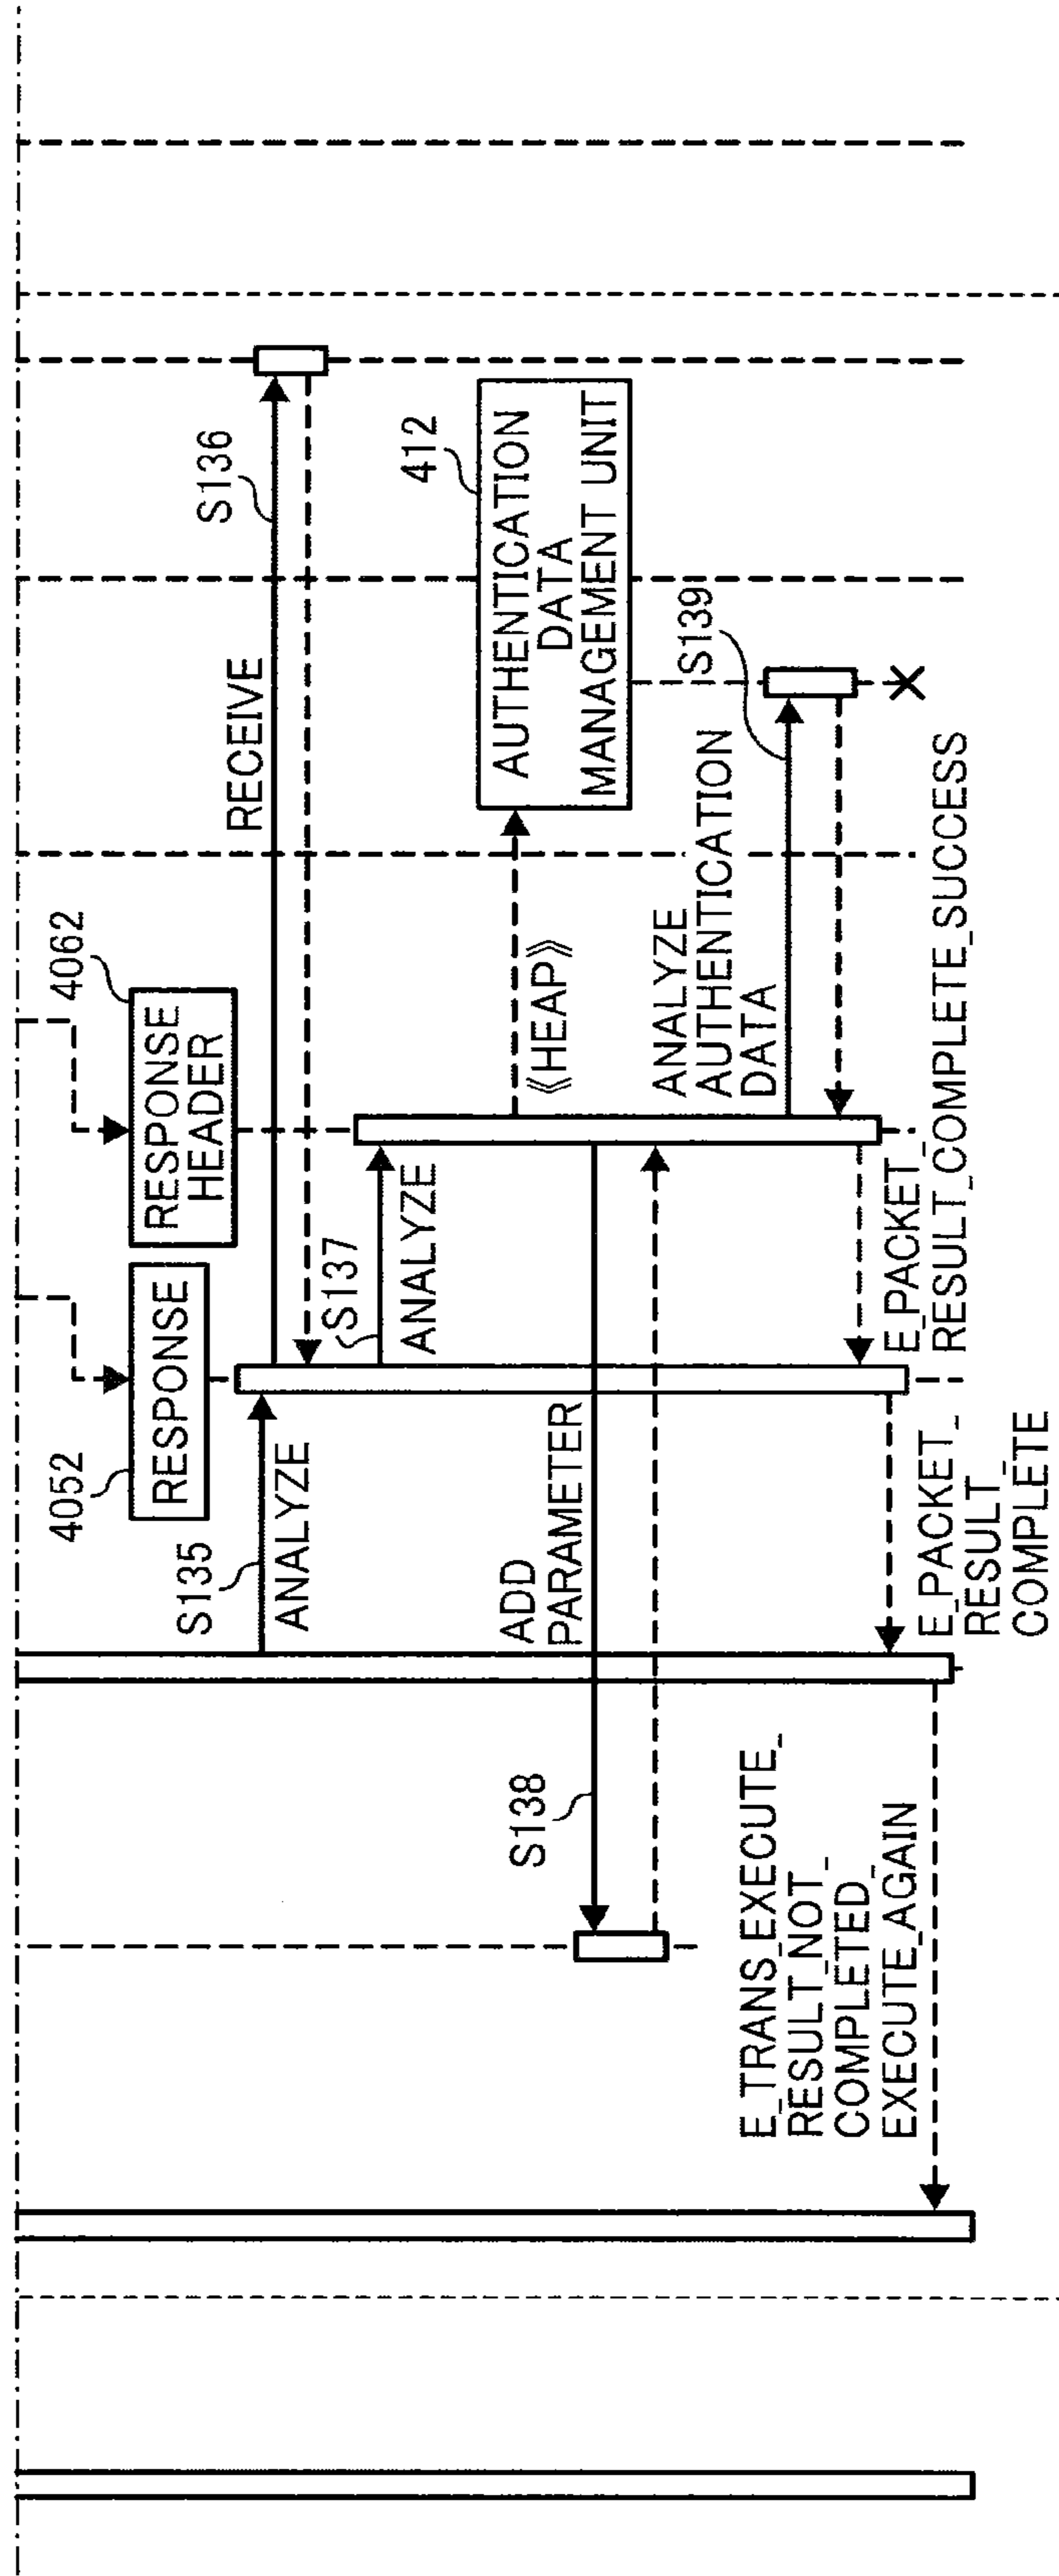 4052
RESPONSE
4062
RESPONSE
HEADER
S135
ANALYZE
S136
RECEIVE
S137
ANALYZE
412
AUTHENTICATION
DATA
MANAGEMENT UNIT
《HEAP》
S138
ADD
PARAMETER
S139
ANALYZE
AUTHENTICATION
DATA
E_PACKET_
RESULT_COMPLETE_SUCCESS
E_PACKET_
RESULT_
COMPLETE
E_TRANS_EXECUTE_
RESULT_NOT_
COMPLETED_
EXECUTE_AGAIN